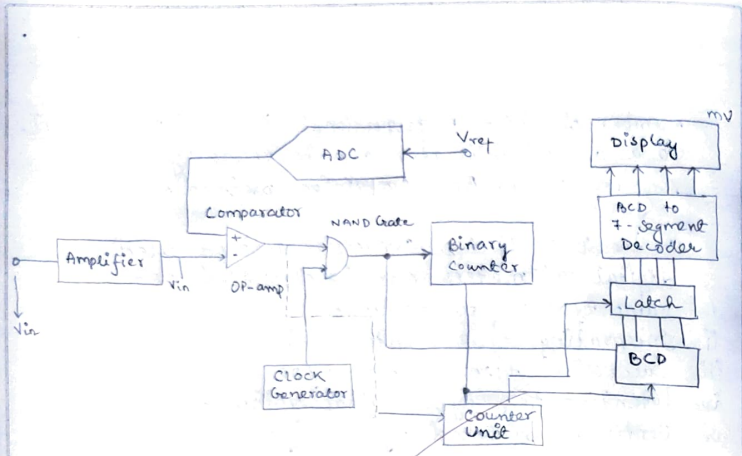 mV
Display
ADC
Vref
Comparator
NAND Gate
BCD to
7-segment
Decoder
Amplifier
+
-
Binary
Counter
Vin
OP-amp
Latch
Vin
BCD
Clock
Generator
Counter
Unit